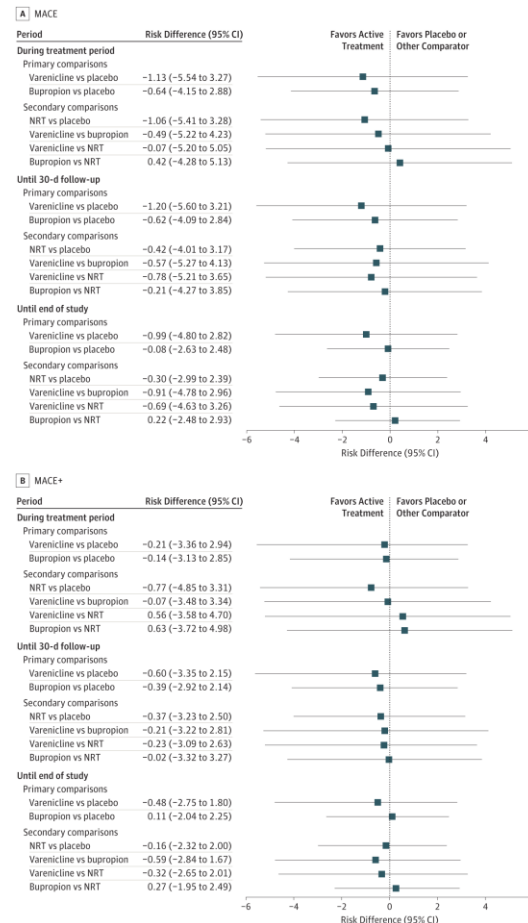 A MACE
Period Risk Difference (95% CI) Favors Active Treatment Favors Placebo or Other Comparator
During treatment period
Primary comparisons
Varenicline vs placebo −1.13 (−5.54 to 3.27)
Bupropion vs placebo −0.64 (−4.15 to 2.88)
Secondary comparisons
NRT vs placebo −1.06 (−5.41 to 3.28)
Varenicline vs bupropion −0.49 (−5.22 to 4.23)
Varenicline vs NRT −0.07 (−5.20 to 5.05)
Bupropion vs NRT 0.42 (−4.28 to 5.13)
Until 30-d follow-up
Primary comparisons
Varenicline vs placebo −1.20 (−5.60 to 3.21)
Bupropion vs placebo −0.62 (−4.09 to 2.84)
Secondary comparisons
NRT vs placebo −0.42 (−4.01 to 3.17)
Varenicline vs bupropion −0.57 (−5.27 to 4.13)
Varenicline vs NRT −0.78 (−5.21 to 3.65)
Bupropion vs NRT −0.21 (−4.27 to 3.85)
Until end of study
Primary comparisons
Varenicline vs placebo −0.99 (−4.80 to 2.82)
Bupropion vs placebo −0.08 (−2.63 to 2.48)
Secondary comparisons
NRT vs placebo −0.30 (−2.99 to 2.39)
Varenicline vs bupropion −0.91 (−4.78 to 2.96)
Varenicline vs NRT −0.69 (−4.63 to 3.26)
Bupropion vs NRT 0.22 (−2.48 to 2.93)
−6 −4 −2 0 2 4
Risk Difference (95% CI)
B MACE+
Period Risk Difference (95% CI) Favors Active Treatment Favors Placebo or Other Comparator
During treatment period
Primary comparisons
Varenicline vs placebo −0.21 (−3.36 to 2.94)
Bupropion vs placebo −0.14 (−3.13 to 2.85)
Secondary comparisons
NRT vs placebo −0.77 (−4.85 to 3.31)
Varenicline vs bupropion −0.07 (−3.48 to 3.34)
Varenicline vs NRT 0.56 (−3.58 to 4.70)
Bupropion vs NRT 0.63 (−3.72 to 4.98)
Until 30-d follow-up
Primary comparisons
Varenicline vs placebo −0.60 (−3.35 to 2.15)
Bupropion vs placebo −0.39 (−2.92 to 2.14)
Secondary comparisons
NRT vs placebo −0.37 (−3.23 to 2.50)
Varenicline vs bupropion −0.21 (−3.22 to 2.81)
Varenicline vs NRT −0.23 (−3.09 to 2.63)
Bupropion vs NRT −0.02 (−3.32 to 3.27)
Until end of study
Primary comparisons
Varenicline vs placebo −0.48 (−2.75 to 1.80)
Bupropion vs placebo 0.11 (−2.04 to 2.25)
Secondary comparisons
NRT vs placebo −0.16 (−2.32 to 2.00)
Varenicline vs bupropion −0.59 (−2.84 to 1.67)
Varenicline vs NRT −0.32 (−2.65 to 2.01)
Bupropion vs NRT 0.27 (−1.95 to 2.49)
−6 −4 −2 0 2 4
Risk Difference (95% CI)